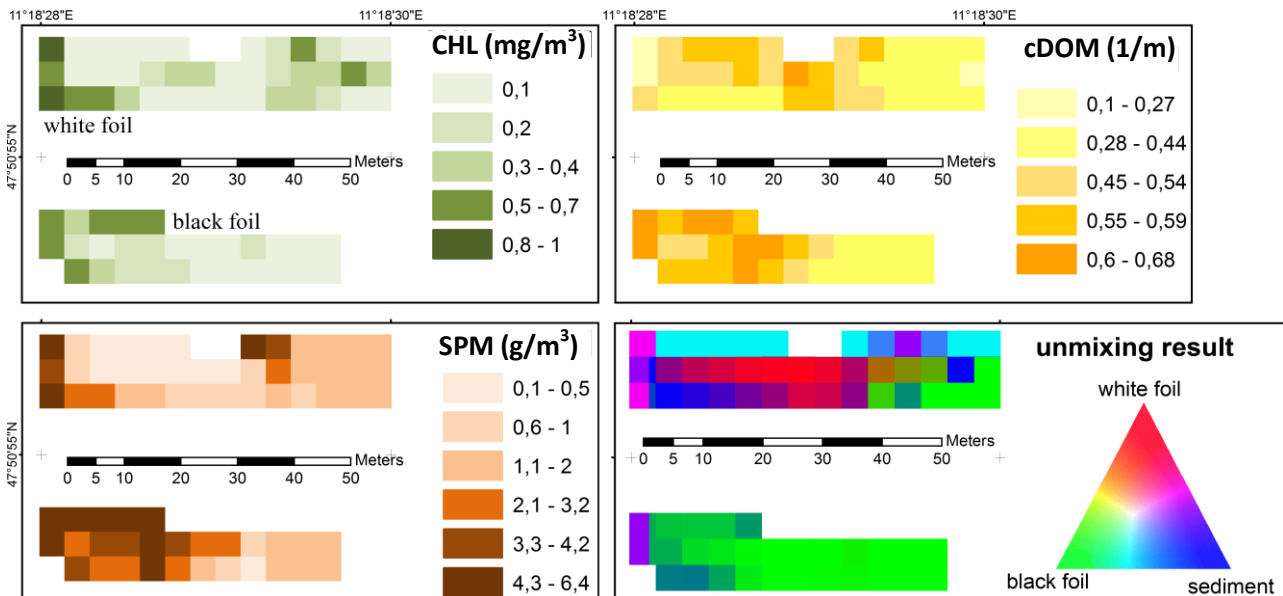 11°18'28"E
11°18'30"E
11°18'28"E
11°18'30"E
CHL (mg/m³)
0,1
0,2
0,3 - 0,4
0,5 - 0,7
0,8 - 1
white foil
47°50'55"N
Meters
0 5 10 20 30 40 50
black foil
cDOM (1/m)
0,1 - 0,27
0,28 - 0,44
0,45 - 0,54
0,55 - 0,59
0,6 - 0,68
Meters
0 5 10 20 30 40 50
SPM (g/m³)
0,1 - 0,5
0,6 - 1
1,1 - 2
2,1 - 3,2
3,3 - 4,2
4,3 - 6,4
47°50'55"N
Meters
0 5 10 20 30 40 50
unmixing result
white foil
black foil
sediment
Meters
0 5 10 20 30 40 50